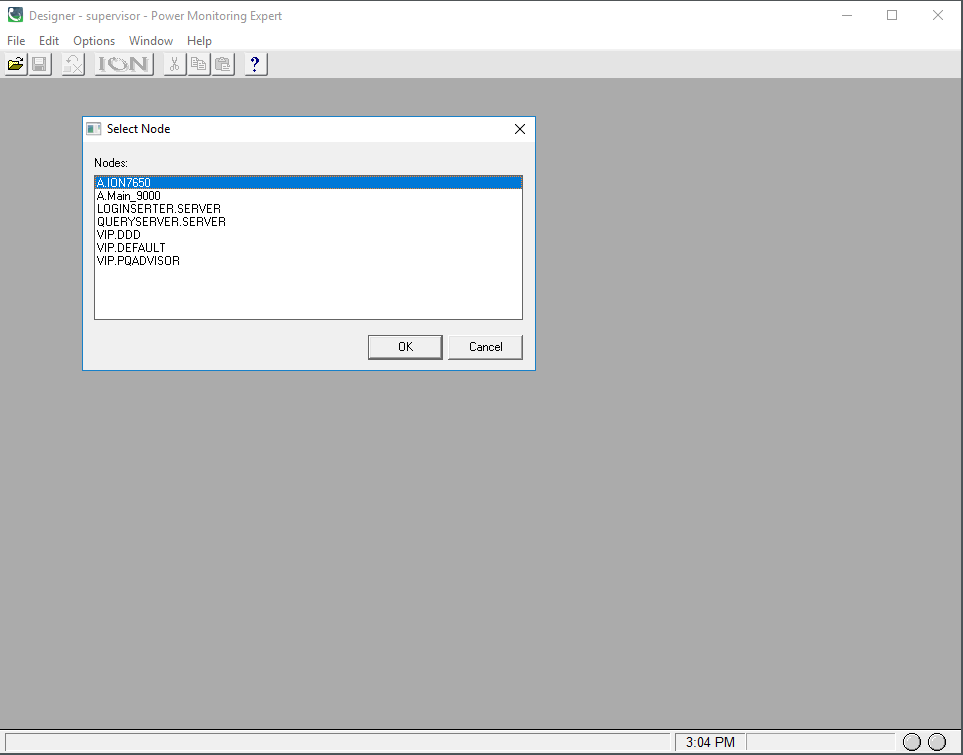 Designer - supervisor - Power Monitoring Expert
File Edit Options Window Help
ION ?
Select Node
Nodes:
A.ION7650
A.Main_9000
LOGINSERTER.SERVER
QUERYSERVER.SERVER
VIP.DDD
VIP.DEFAULT
VIP.PQADVISOR
OK Cancel
3:04 PM